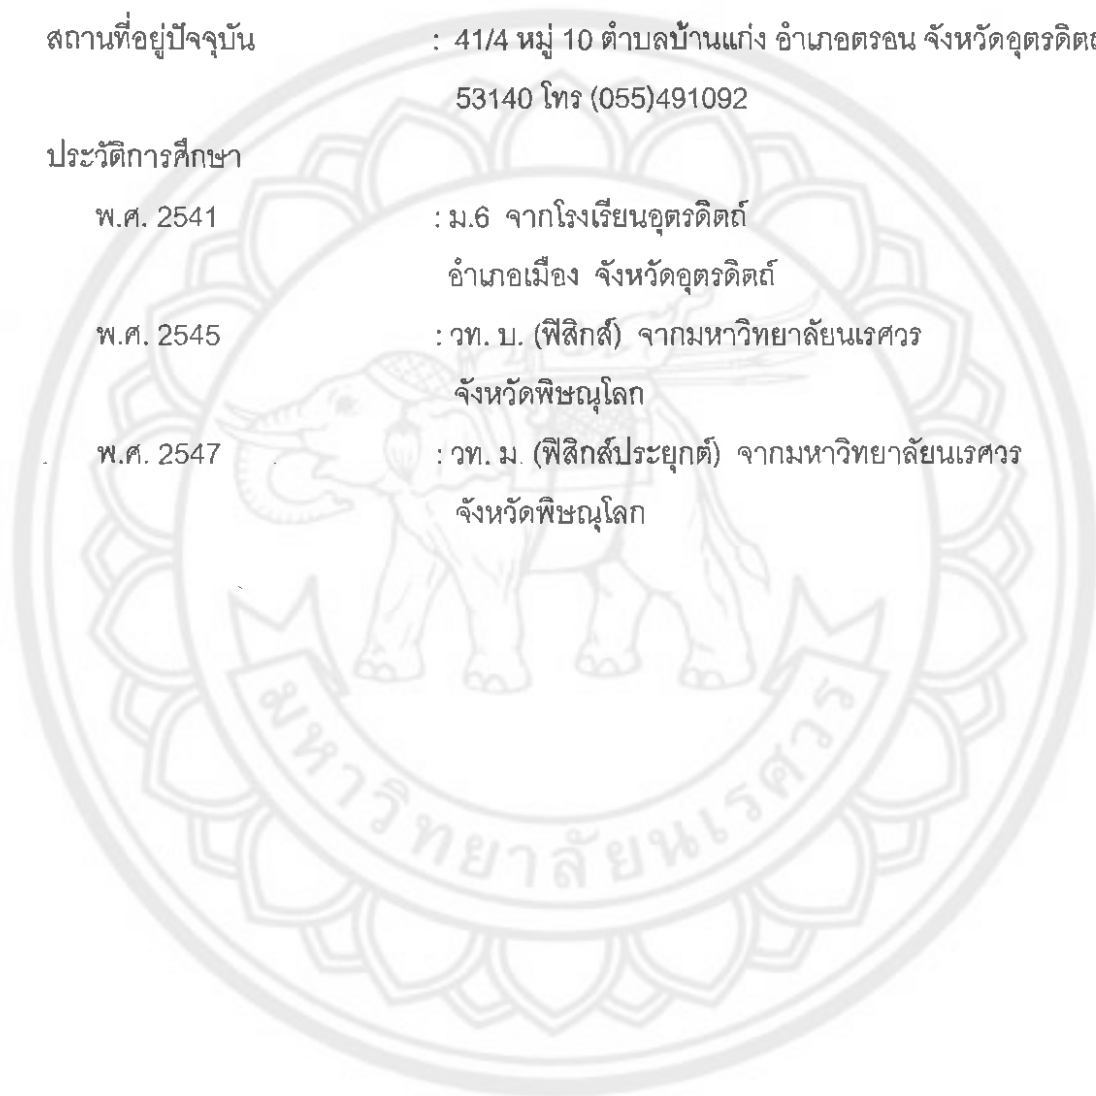 สถานที่อยู่ปัจจุบัน : 41/4 หมู่ 10 ตำบลบ้านแก่ง อำเภอตรอน จังหวัดอุตรดิตถ์
53140 โทร (055)491092
ประวัติการศึกษา
พ.ศ. 2541 : ม.6 จากโรงเรียนอุตรดิตถ์
อำเภอเมือง จังหวัดอุตรดิตถ์
พ.ศ. 2545 : วท. บ. (ฟิสิกส์) จากมหาวิทยาลัยนเรศวร
จังหวัดพิษณุโลก
พ.ศ. 2547 : วท. ม. (ฟิสิกส์ประยุกต์) จากมหาวิทยาลัยนเรศวร
จังหวัดพิษณุโลก
มหาวิทยาลัยนเรศวร